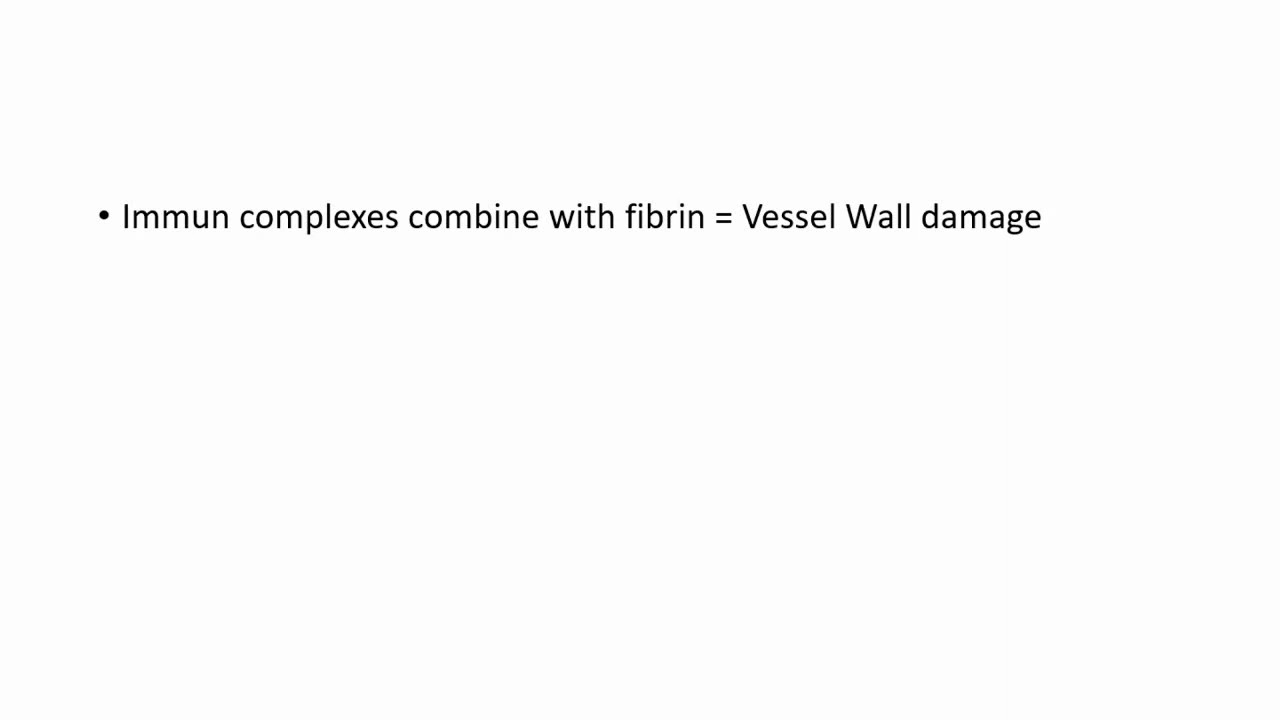 • Immun complexes combine with fibrin = Vessel Wall damage